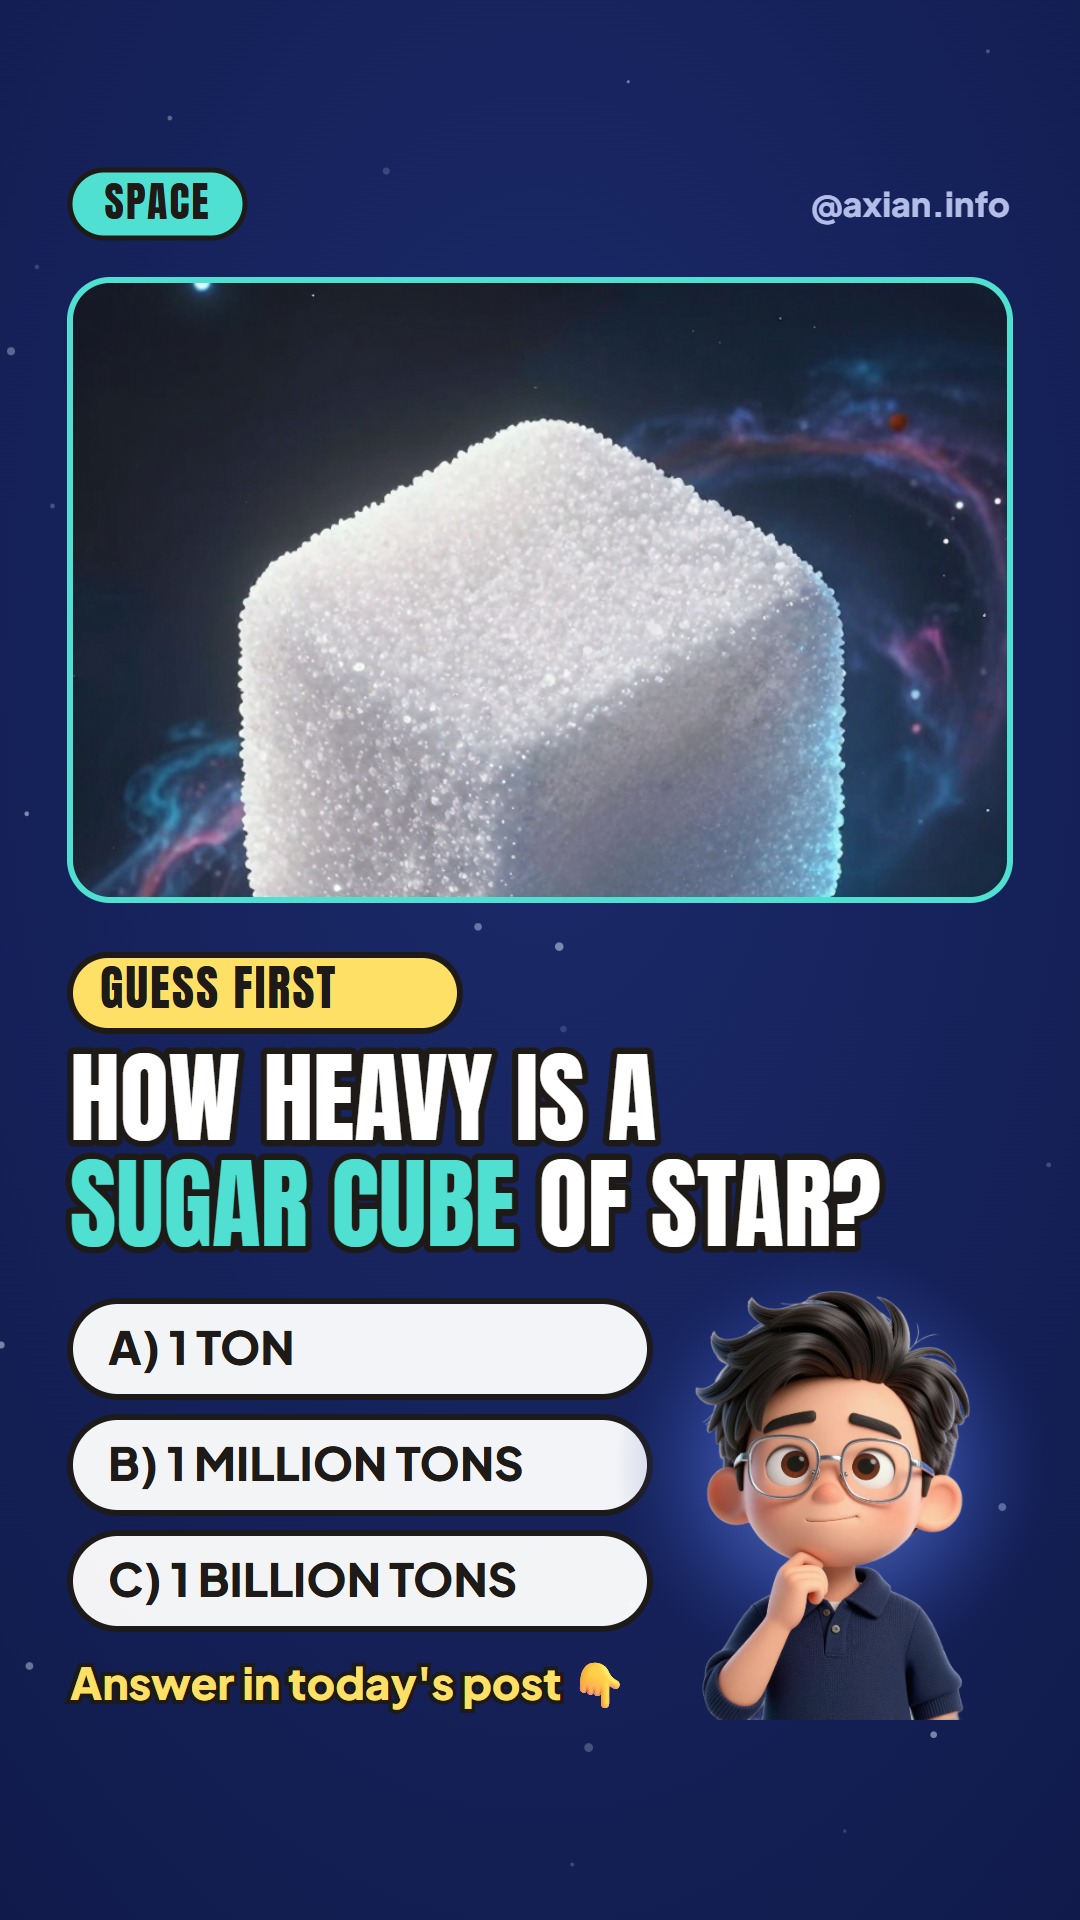 SPACE
@axian.info
GUESS FIRST
HOW HEAVY IS A
SUGAR CUBE OF STAR?
A) 1 TON
B) 1 MILLION TONS
C) 1 BILLION TONS
Answer in today's post 👇